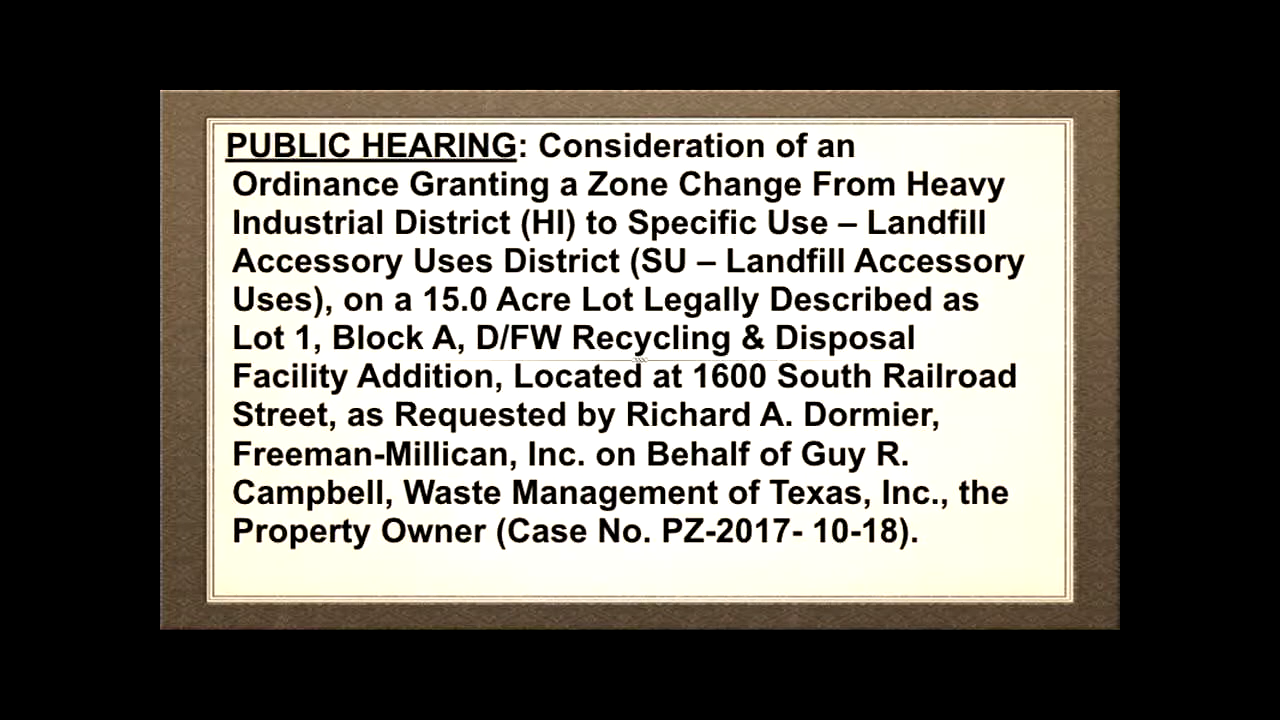 PUBLIC HEARING: Consideration of an
Ordinance Granting a Zone Change From Heavy
Industrial District (HI) to Specific Use – Landfill
Accessory Uses District (SU – Landfill Accessory
Uses), on a 15.0 Acre Lot Legally Described as
Lot 1, Block A, D/FW Recycling & Disposal
Facility Addition, Located at 1600 South Railroad
Street, as Requested by Richard A. Dormier,
Freeman-Millican, Inc. on Behalf of Guy R.
Campbell, Waste Management of Texas, Inc., the
Property Owner (Case No. PZ-2017- 10-18).